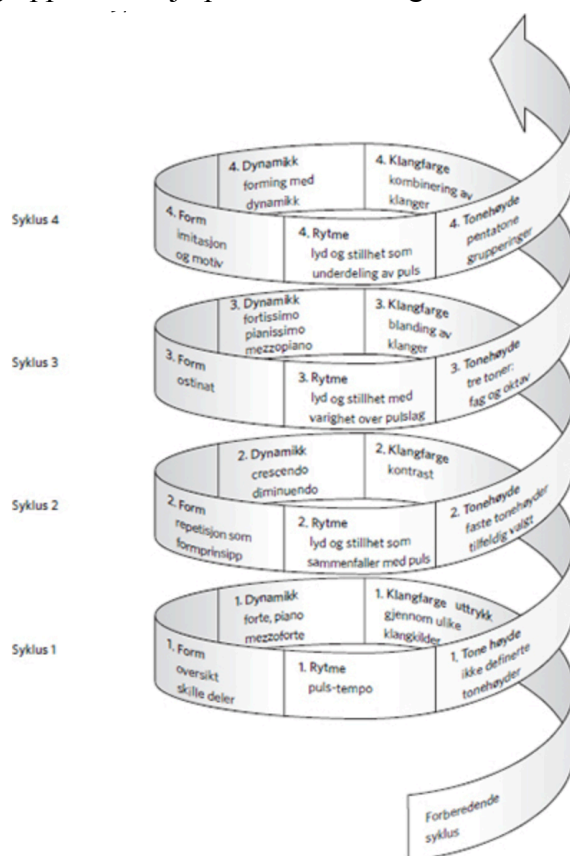 Syklus 4
4. Dynamikk
forming med
dynamikk
4. Klangfarge
kombinering av
klanger
4. Form
imitasjon
og motiv
4. Rytme
lyd og stillhet som
underdeling av puls
4. Tonehøyde
pentatone
grupperinger
Syklus 3
3. Dynamikk
fortissimo
pianissimo
mezzopiano
3. Klangfarge
blanding av
klanger
3. Form
ostinat
3. Rytme
lyd og stillhet med
varighet over pulslag
3. Tonehøyde
tre toner:
fag og oktav
Syklus 2
2. Dynamikk
crescendo
diminuendo
2. Klangfarge
kontrast
2. Form
repetisjon som
formprinsipp
2. Rytme
lyd og stillhet som
sammenfaller med puls
2. Tonehøyde
faste tonehøyder
tilfeldig valgt
Syklus 1
1. Dynamikk
forte, piano
mezzoforte
1. Klangfarge uttrykk
gjennom ulike
klangkilder
1. Form
oversikt
skille deler
1. Rytme
puls-tempo
1. Tone høyde
ikke definerte
tonehøyder
Forberedende
syklus